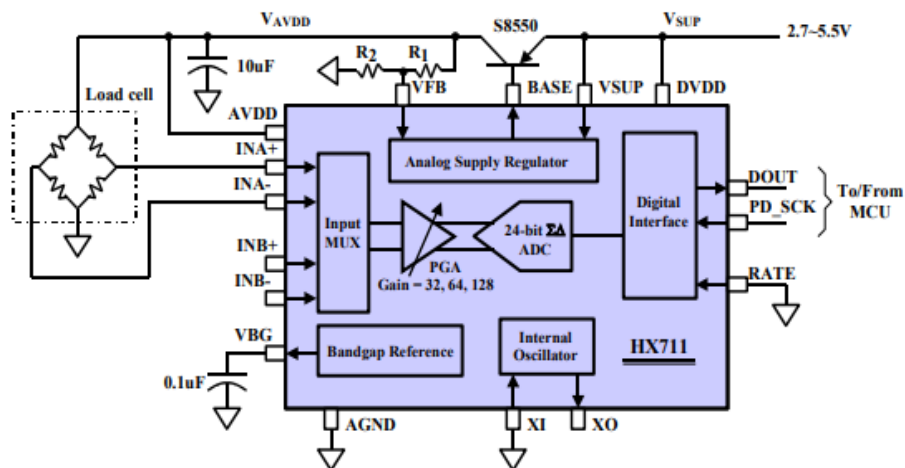 VAVDD S8550 VSUP 2.7~5.5V
R2 R1
10uF
VFB BASE VSUP DVDD
Load cell
AVDD
Analog Supply Regulator
INA+
INA-
DOUT
To/From
MCU
PD_SCK
Input
MUX
Digital
Interface
24-bit ΣΔ
ADC
INB+
INB-
PGA
Gain = 32, 64, 128
RATE
VBG
Bandgap Reference
Internal
Oscillator
HX711
0.1uF
AGND XI XO